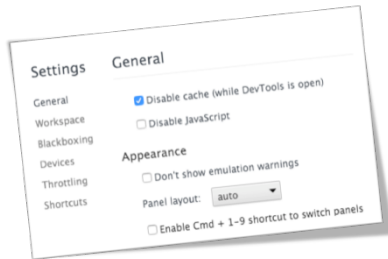 Settings
General
Workspace
Blackboxing
Devices
Throttling
Shortcuts
General
Disable cache (while DevTools is open)
Disable JavaScript
Appearance
Don't show emulation warnings
Panel layout: auto
Enable Cmd + 1-9 shortcut to switch panels